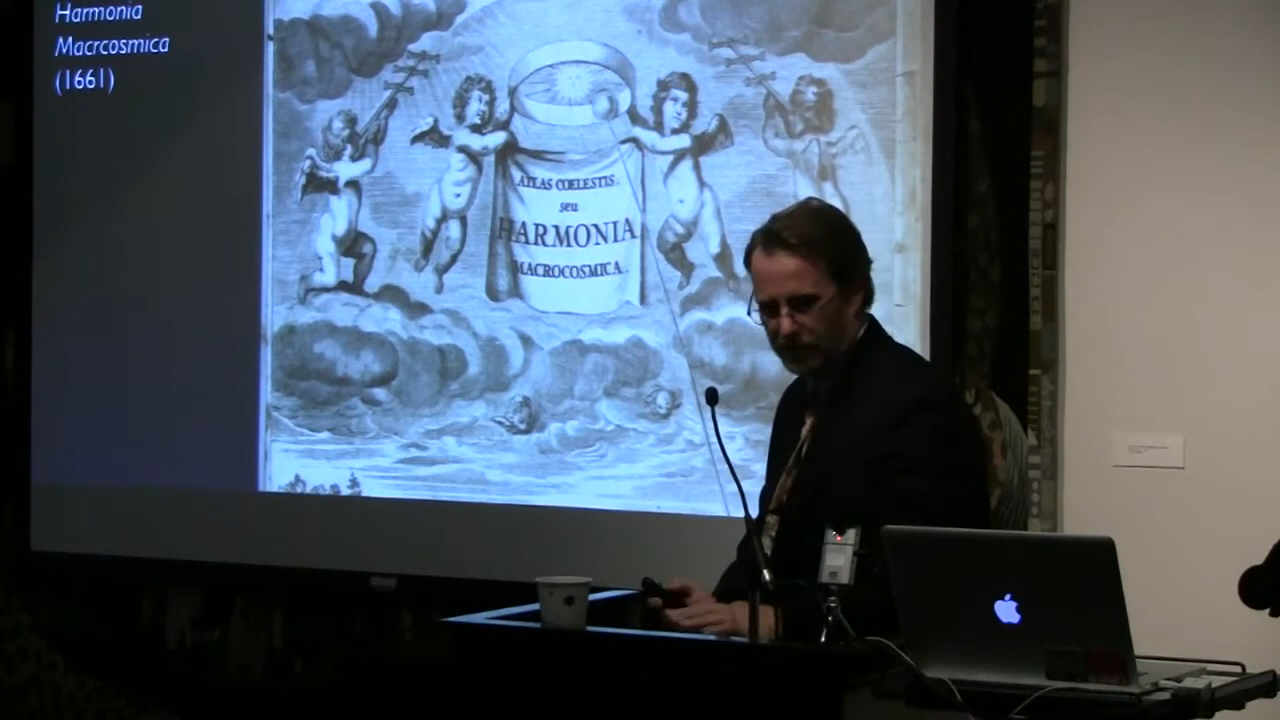 Harmonia
Macrcosmica
(1661)
ATLAS COELESTIS.
seu
HARMONIA
MACROCOSMICA.